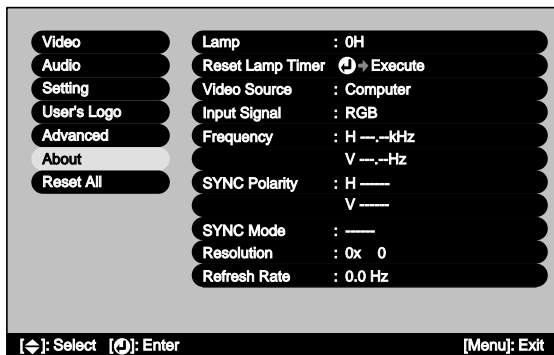 Video
Audio
Setting
User's Logo
Advanced
About
Reset All
Lamp : 0H
Reset Lamp Timer Execute
Video Source : Computer
Input Signal : RGB
Frequency : H ---.--kHz
V ---.--Hz
SYNC Polarity : H ------
V ------
SYNC Mode : ------
Resolution : 0x 0
Refresh Rate : 0.0 Hz
[ ]: Select [ ]: Enter [Menu]: Exit